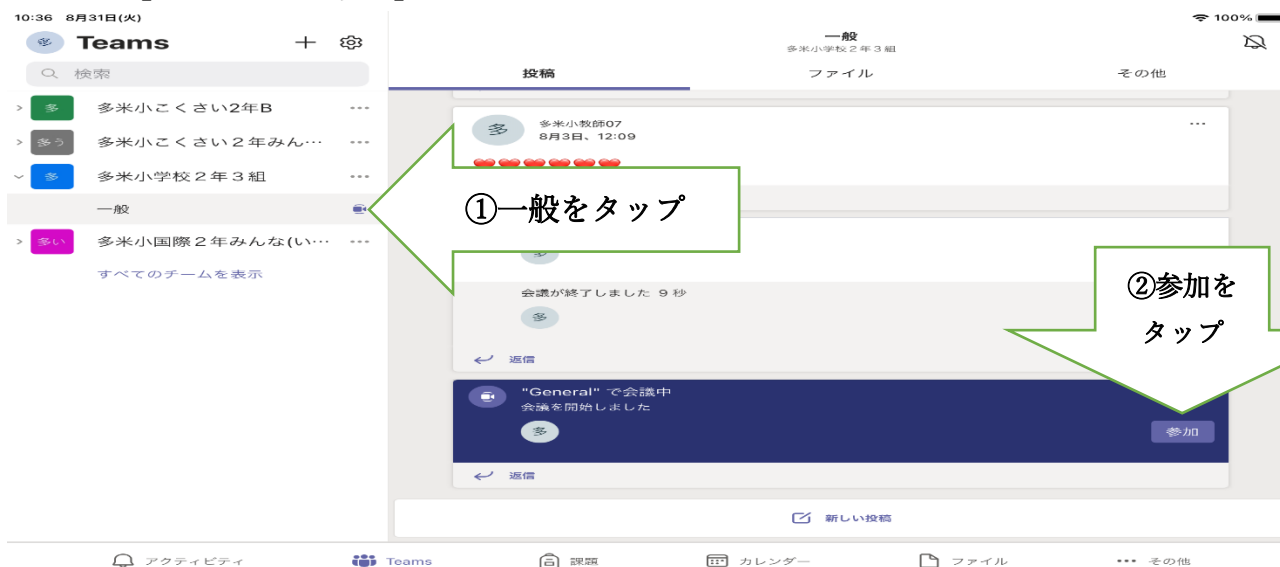 10:36 8月31日(火)
100%
多 Teams
検索
多 多米小こくさい2年B ...
多う 多米小こくさい２年みん… ...
多 多米小学校２年３組 ...
一般
多い 多米小国際２年みんな(い… ...
すべてのチームを表示
一般
多米小学校２年３組
投稿 ファイル その他
多 多米小教師07
8月3日、12:09
①一般をタップ
会議が終了しました 9 秒
多
返信
②参加を
タップ
"General" で会議中
会議を開始しました
多
参加
返信
新しい投稿
アクティビティ Teams 課題 カレンダー ファイル その他